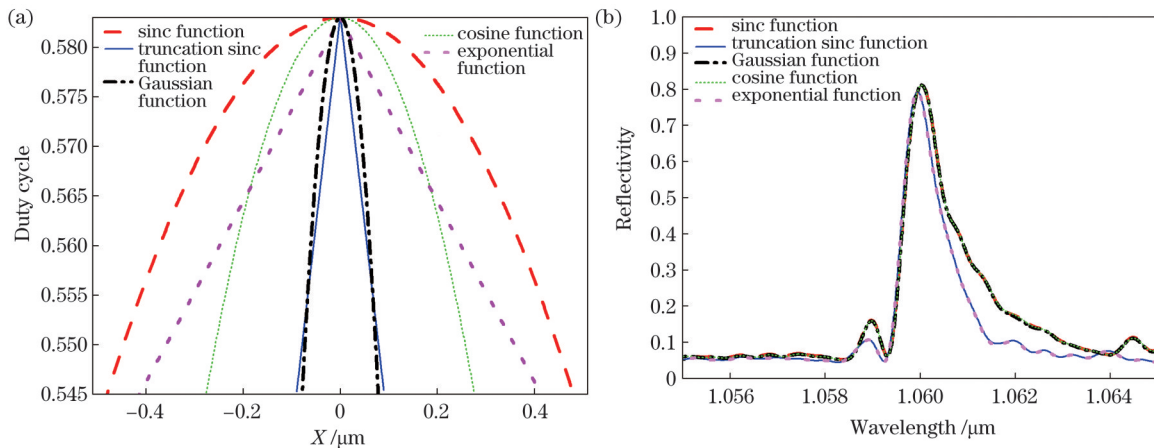 (a)
0.580
0.575
0.570
0.565
0.560
0.555
0.550
0.545
Duty cycle
sinc function
truncation sinc
function
Gaussian
function
cosine function
exponential
function
−0.4
−0.2
0
0.2
0.4
X /μm
(b)
1.0
0.9
0.8
0.7
0.6
0.5
0.4
0.3
0.2
0.1
0
Reflectivity
sinc function
truncation sinc function
Gaussian function
cosine function
exponential function
1.056
1.058
1.060
1.062
1.064
Wavelength /μm